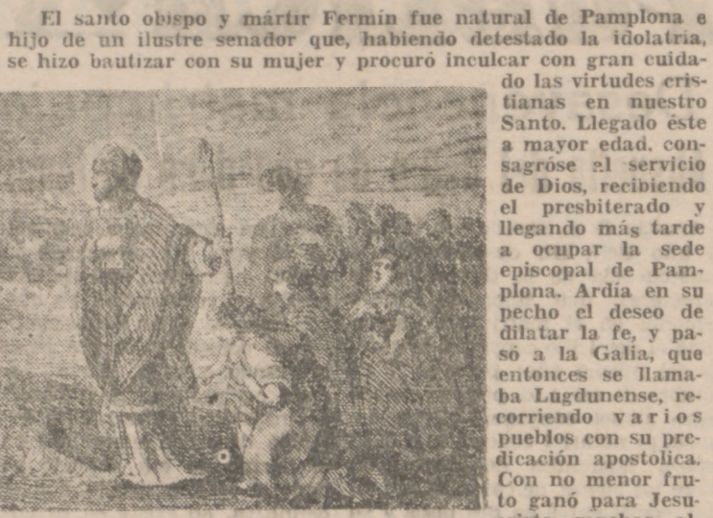 El santo obispo y mártir Fermín fue natural de Pamplona e
hijo de un ilustre senador que, habiendo detestado la idolatría,
se hizo bautizar con su mujer y procuró inculcar con gran cuida-
do las virtudes cris-
tianas en nuestro
Santo. Llegado éste
a mayor edad. con-
sagróse al servicio
de Dios, recibiendo
el presbiterado y
llegando más tarde
a ocupar la sede
episcopal de Pam-
plona. Ardía en su
pecho el deseo de
dilatar la fe, y pa-
só a la Galia, que
entonces se llama-
ba Lugdunense, re-
corriendo varios
pueblos con su pre-
dicación apostolica.
Con no menor fru-
to ganó para Jesu-